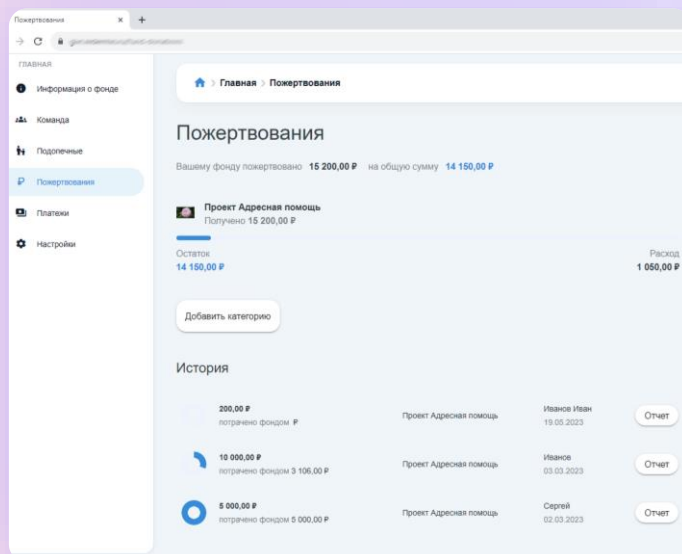 Пожертвования
ГЛАВНАЯ
Информация о фонде
Команда
Подопечные
Пожертвования
Платежи
Настройки
Главная > Пожертвования
Пожертвования
Вашему фонду пожертвовано 15 200,00 ₽ на общую сумму 14 150,00 ₽
Проект Адресная помощь
Получено 15 200,00 ₽
Остаток Расход
14 150,00 ₽ 1 050,00 ₽
Добавить категорию
История
200,00 ₽ Иванов Иван
потрачено фондом ₽ Проект Адресная помощь 19.05.2023 Отчет
10 000,00 ₽ Иванов
потрачено фондом 3 106,00 ₽ Проект Адресная помощь 03.03.2023 Отчет
5 000,00 ₽ Сергей
потрачено фондом 5 000,00 ₽ Проект Адресная помощь 02.03.2023 Отчет